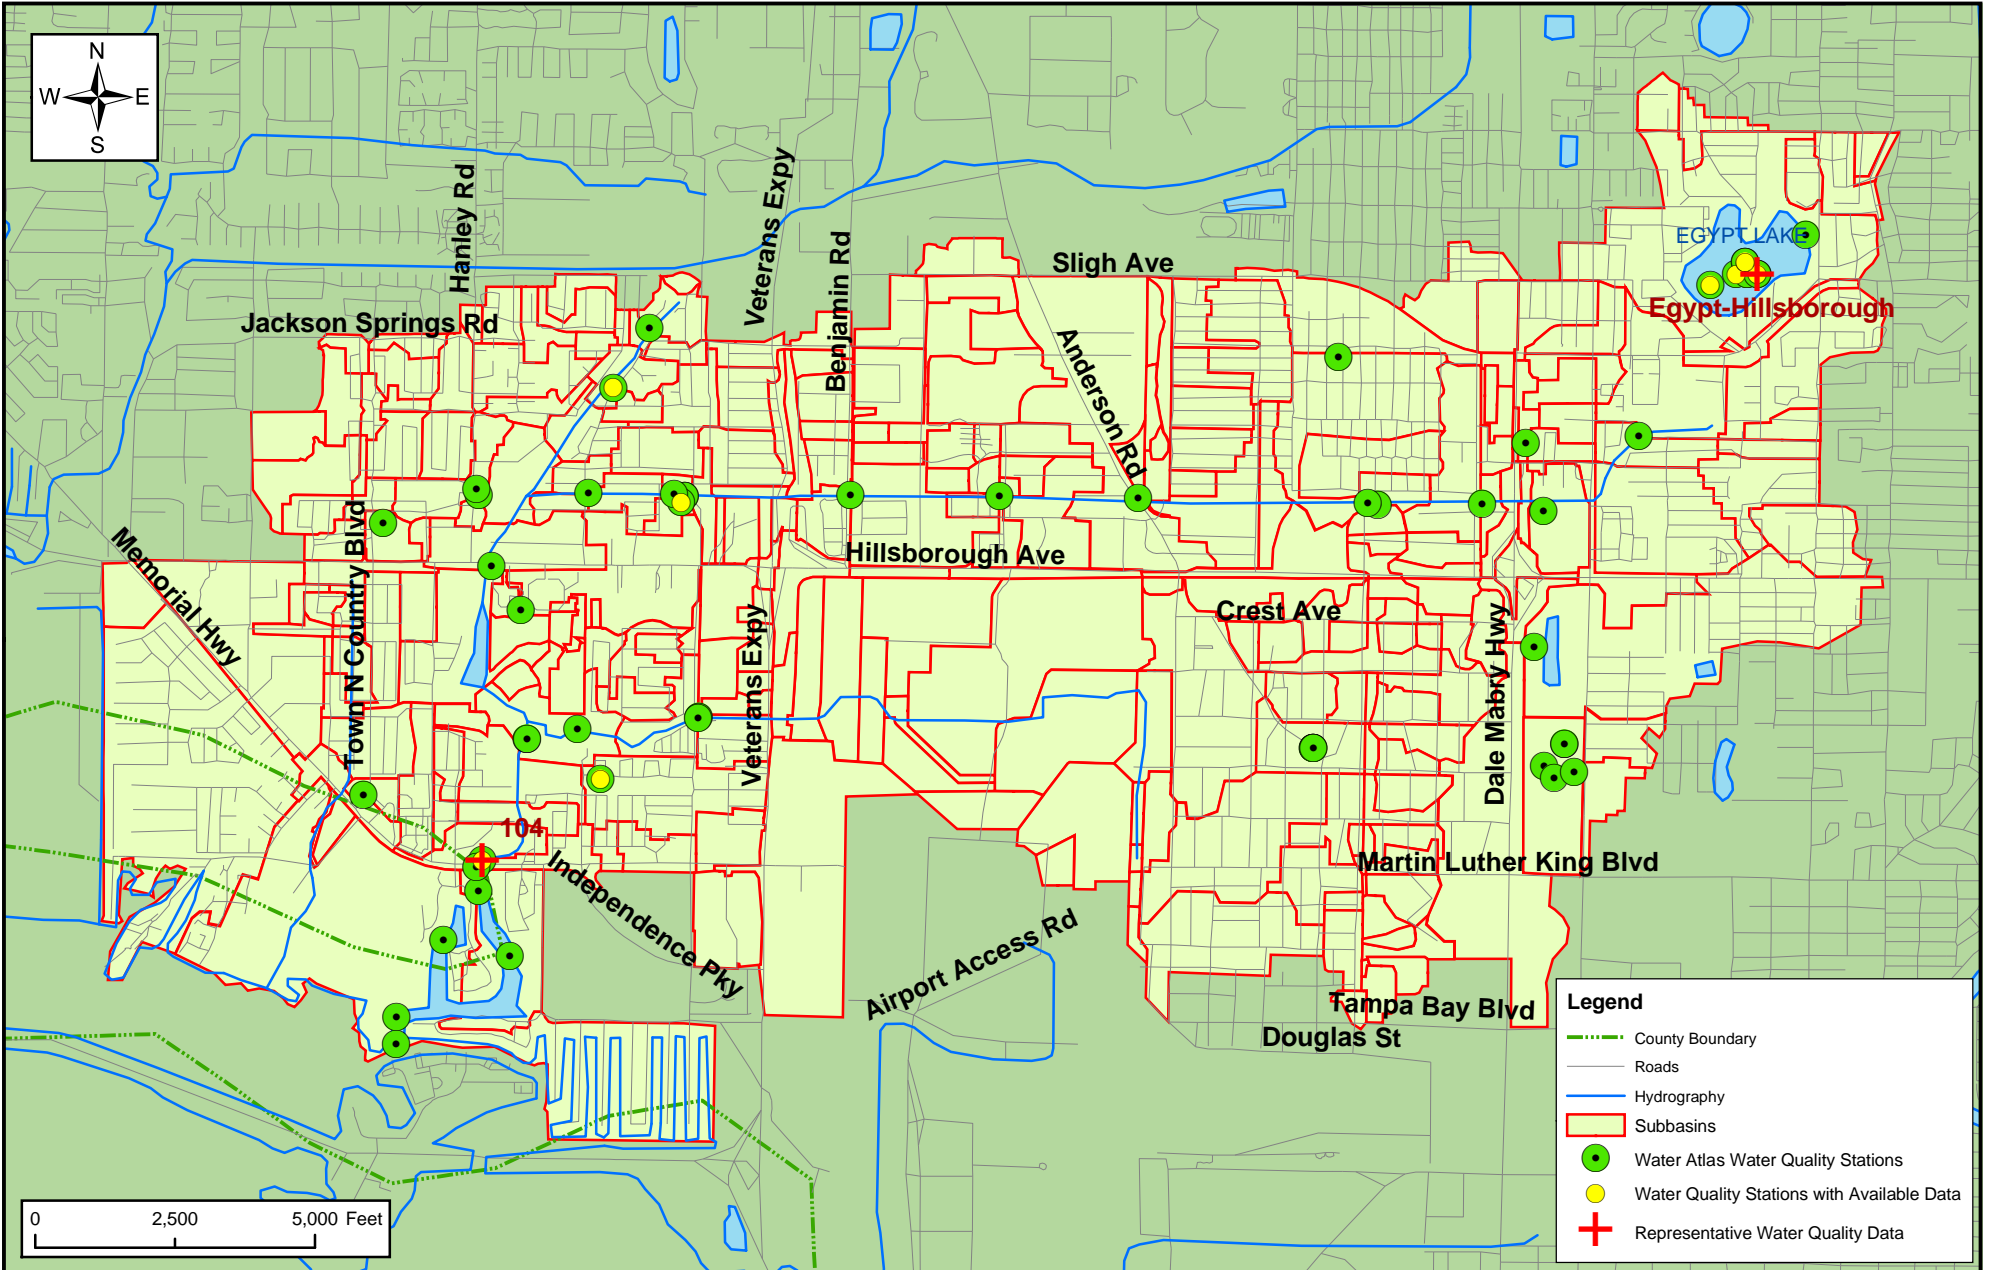 N
W E
S
Hanley Rd
Veterans Expy
Benjamin Rd
Sligh Ave
EGYPT LAKE
Egypt-Hillsborough
Jackson Springs Rd
Anderson Rd
Memorial Hwy
Town N Country Blvd
Hillsborough Ave
Crest Ave
Veterans Expy
Dale Mabry Hwy
104
Martin Luther King Blvd
Independence Pky
Airport Access Rd
Tampa Bay Blvd
Douglas St
Legend
County Boundary
Roads
Hydrography
Subbasins
Water Atlas Water Quality Stations
Water Quality Stations with Available Data
Representative Water Quality Data
0 2,500 5,000 Feet